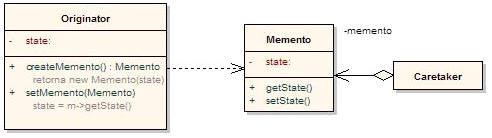 Originator
- state:
+ createMemento() : Memento
retorna new Memento(state)
+ setMemento(Memento)
state = m->getState()
Memento
- state:
+ getState()
+ setState()
-memento
Caretaker